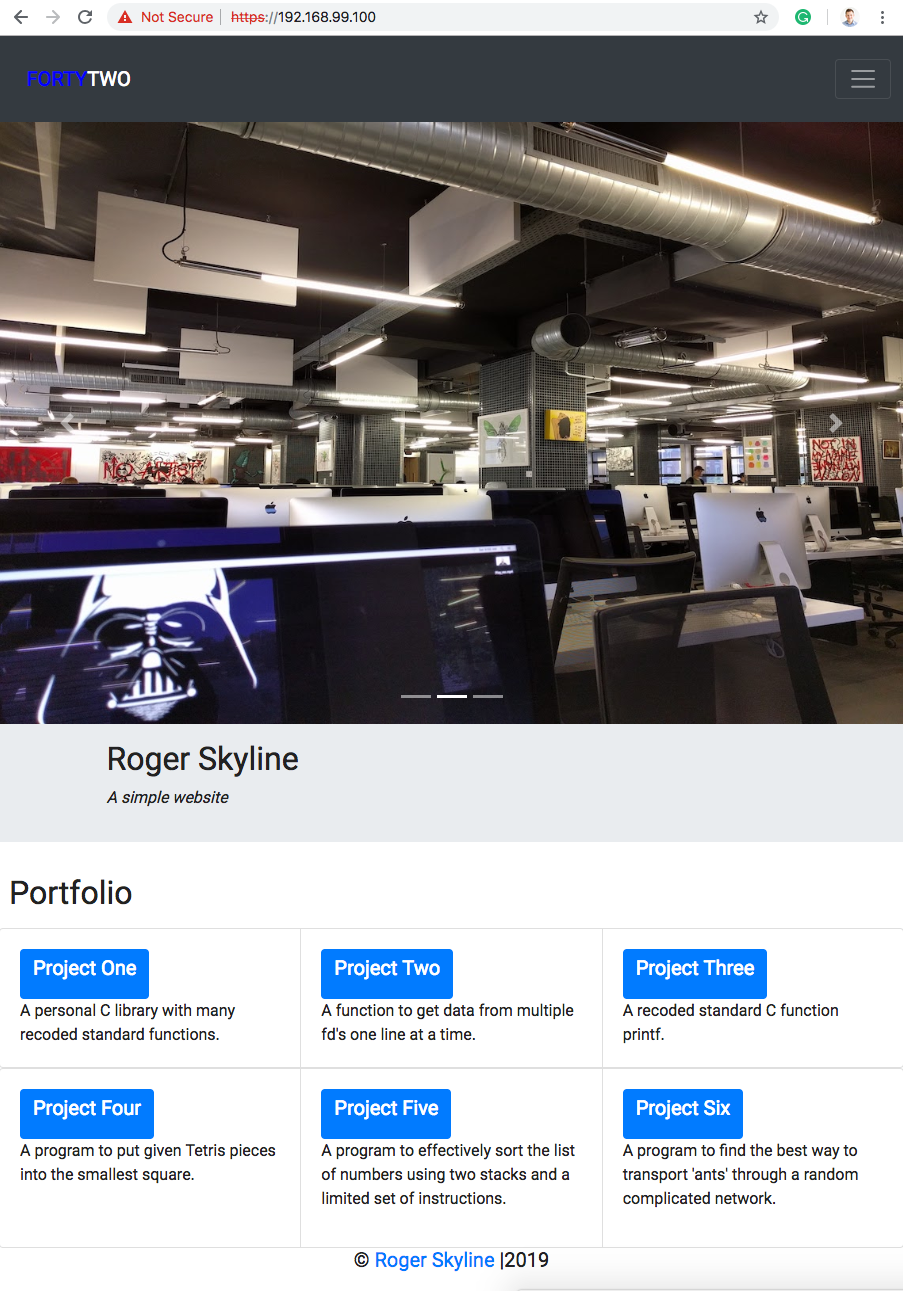 Not Secure | https://192.168.99.100
FORTYTWO
NOT IN
Roger Skyline
A simple website
Portfolio
Project One
A personal C library with many
recoded standard functions.
Project Two
A function to get data from multiple
fd's one line at a time.
Project Three
A recoded standard C function
printf.
Project Four
A program to put given Tetris pieces
into the smallest square.
Project Five
A program to effectively sort the list
of numbers using two stacks and a
limited set of instructions.
Project Six
A program to find the best way to
transport 'ants' through a random
complicated network.
© Roger Skyline |2019